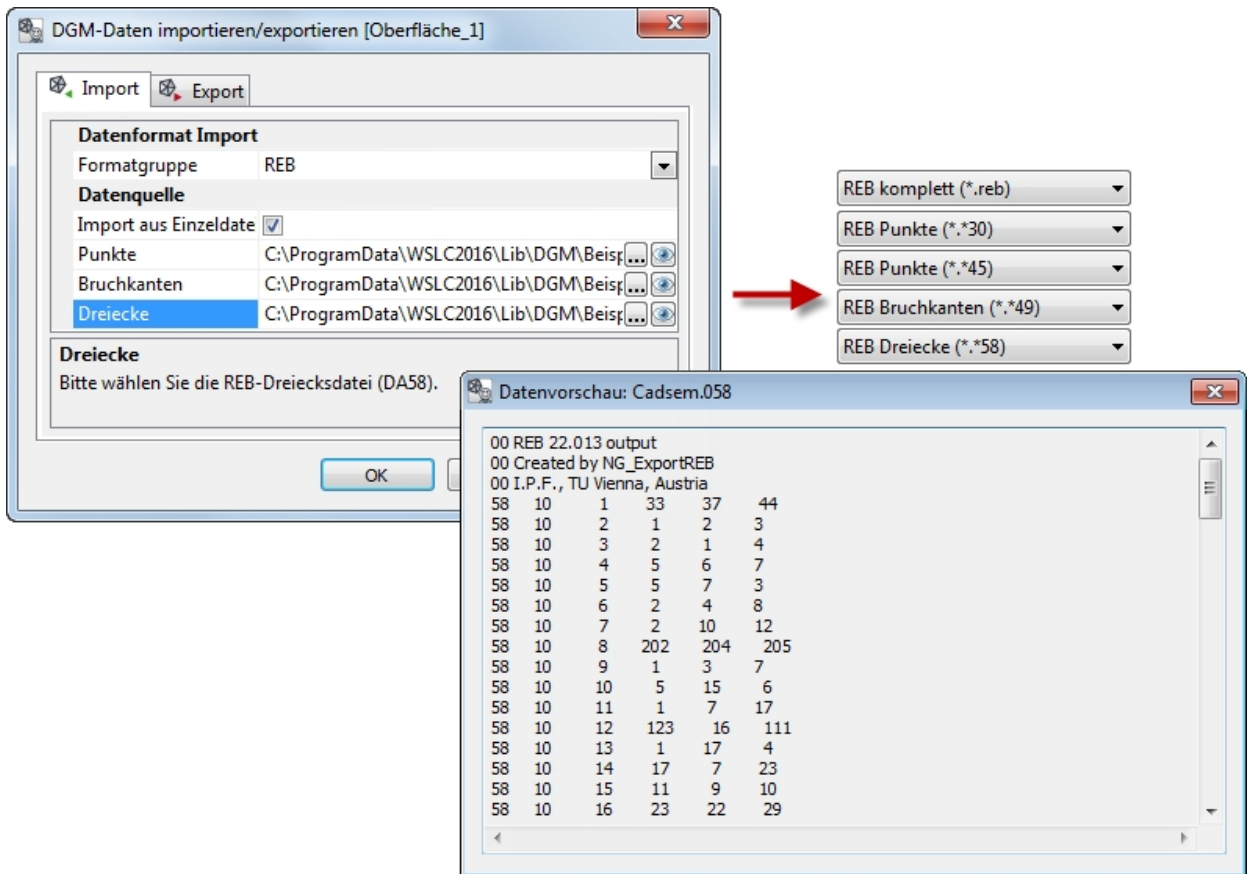 DGM-Daten importieren/exportieren [Oberfläche_1]
Import Export
Datenformat Import
Formatgruppe REB
Datenquelle
Import aus Einzeldate
Punkte C:\ProgramData\WSLC2016\Lib\DGM\Beisp ...
Bruchkanten C:\ProgramData\WSLC2016\Lib\DGM\Beisp ...
Dreiecke C:\ProgramData\WSLC2016\Lib\DGM\Beisp ...
Dreiecke
Bitte wählen Sie die REB-Dreiecksdatei (DA58).
OK
REB komplett (*.reb)
REB Punkte (*.*30)
REB Punkte (*.*45)
REB Bruchkanten (*.*49)
REB Dreiecke (*.*58)
Datenvorschau: Cadsem.058
00 REB 22.013 output
00 Created by NG_ExportREB
00 I.P.F., TU Vienna, Austria
58 10 1 33 37 44
58 10 2 1 2 3
58 10 3 2 1 4
58 10 4 5 6 7
58 10 5 5 7 3
58 10 6 2 4 8
58 10 7 2 10 12
58 10 8 202 204 205
58 10 9 1 3 7
58 10 10 5 15 6
58 10 11 1 7 17
58 10 12 123 16 111
58 10 13 1 17 4
58 10 14 17 7 23
58 10 15 11 9 10
58 10 16 23 22 29